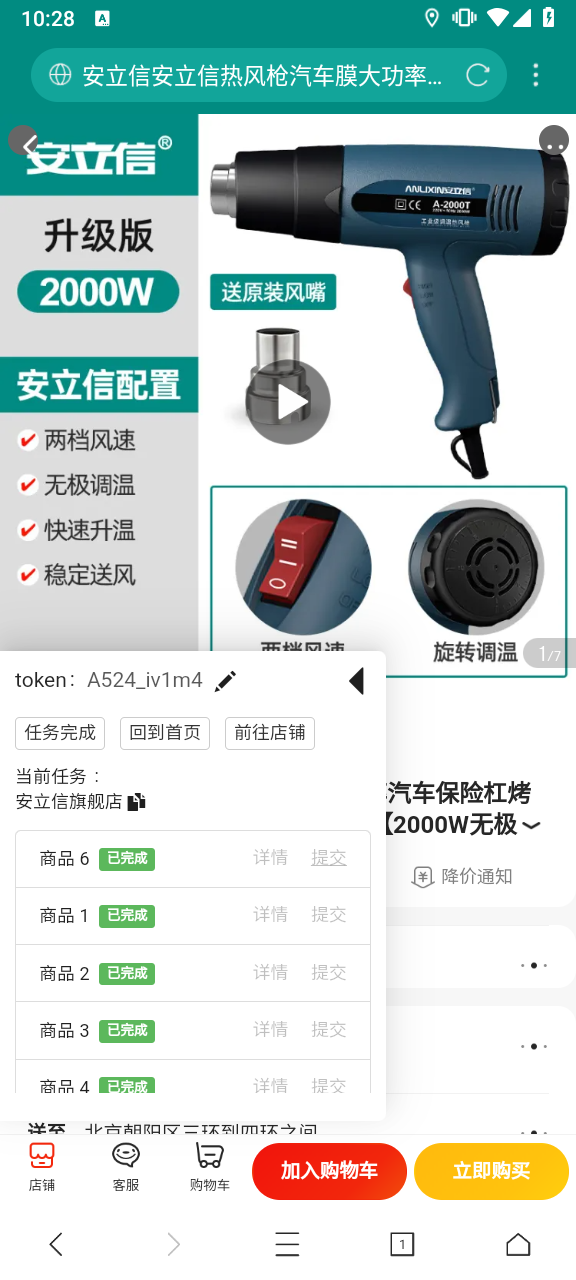 10:28
A
安立信安立信热风枪汽车膜大功率...
安立信®
升级版
2000W
安立信配置
两档风速
无极调温
快速升温
稳定送风
ANLIXIN安立信®
CE A-2000T
送原装风嘴
两档风速
旋转调温
1/7
token: A524_iv1m4
任务完成 回到首页 前往店铺
当前任务：
安立信旗舰店
汽车保险杠烤
【2000W无极
降价通知
商品 6 已完成 详情 提交
商品 1 已完成 详情 提交
商品 2 已完成 详情 提交
商品 3 已完成 详情 提交
商品 4 已完成 详情 提交
送至 北京朝阳区三环到四环之间
店铺 客服 购物车 加入购物车 立即购买
1